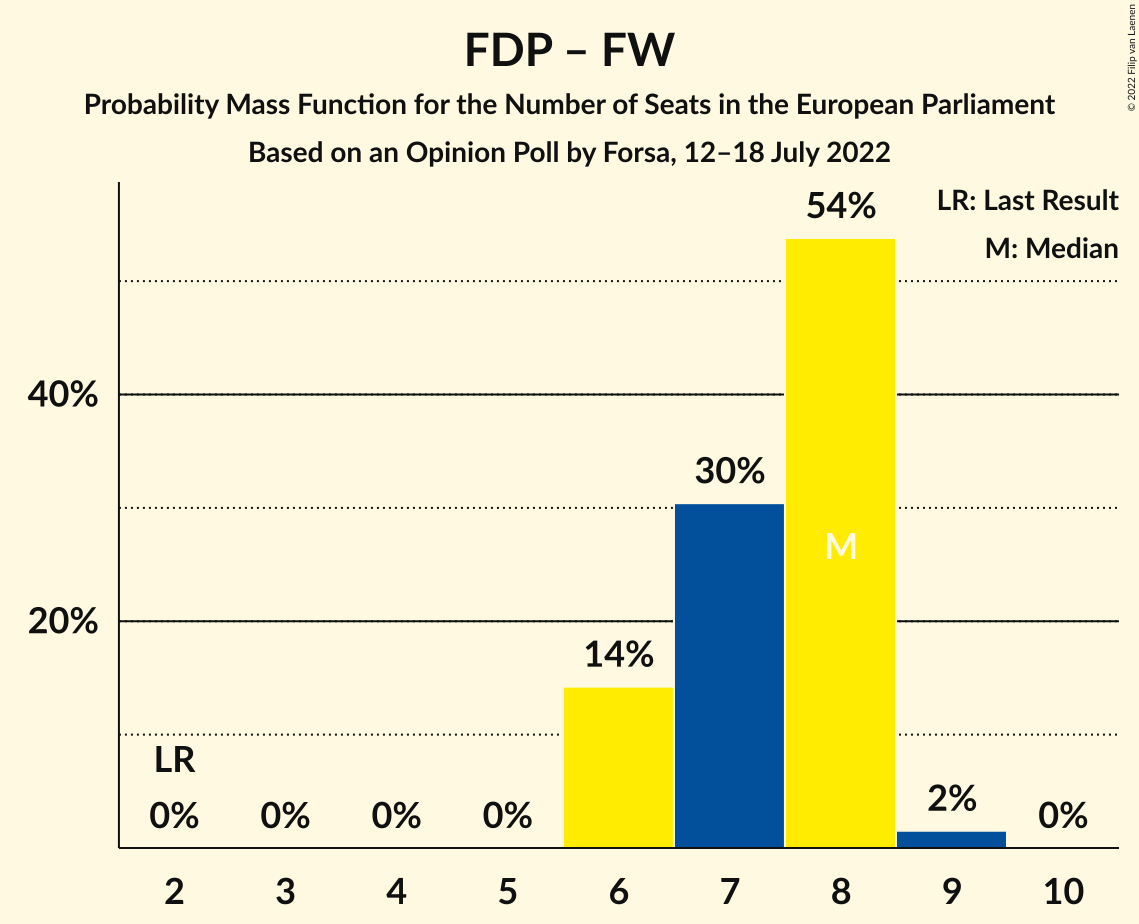 FDP – FW
Probability Mass Function for the Number of Seats in the European Parliament
Based on an Opinion Poll by Forsa, 12–18 July 2022
© 2022 Filip van Laenen
LR: Last Result
M: Median
54%
40%
30%
M
20%
14%
LR
0%
0%
0%
0%
2%
0%
2
3
4
5
6
7
8
9
10